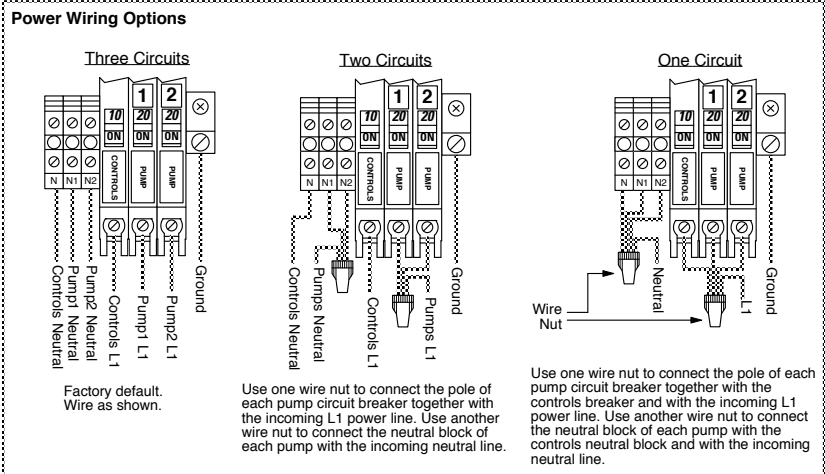 Power Wiring Options
Three Circuits
1 2
10 20 20
ON ON ON
CONTROLS PUMP PUMP
N N1 N2
Controls Neutral
Pump1 Neutral
Pump2 Neutral
Controls L1
Pump1 L1
Pump2 L1
Ground
Factory default.
Wire as shown.
Two Circuits
1 2
10 20 20
ON ON ON
CONTROLS PUMP PUMP
N N1 N2
Controls Neutral
Pumps Neutral
Controls L1
Pumps L1
Ground
Use one wire nut to connect the pole of
each pump circuit breaker together with
the incoming L1 power line. Use another
wire nut to connect the neutral block of
each pump with the incoming neutral line.
One Circuit
1 2
10 20 20
ON ON ON
CONTROLS PUMP PUMP
N N1 N2
Neutral
L1
Ground
Wire
Nut
Use one wire nut to connect the pole of each
pump circuit breaker together with the
controls breaker and with the incoming L1
power line. Use another wire nut to connect
the neutral block of each pump with the
controls neutral block and with the incoming
neutral line.